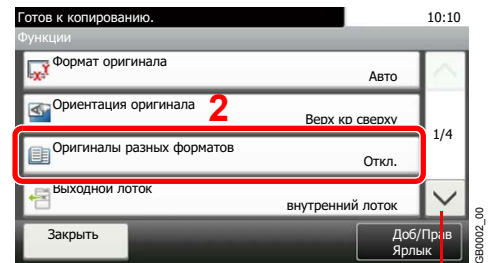 Готов к копированию. 10:10
Функции
Формат оригинала
Авто
Ориентация оригинала
2
Верх кр сверху
1/4
Оригиналы разных форматов
Откл.
Выходной лоток
внутренний лоток
Закрыть
Доб/Прав
Ярлык
GB0002_00